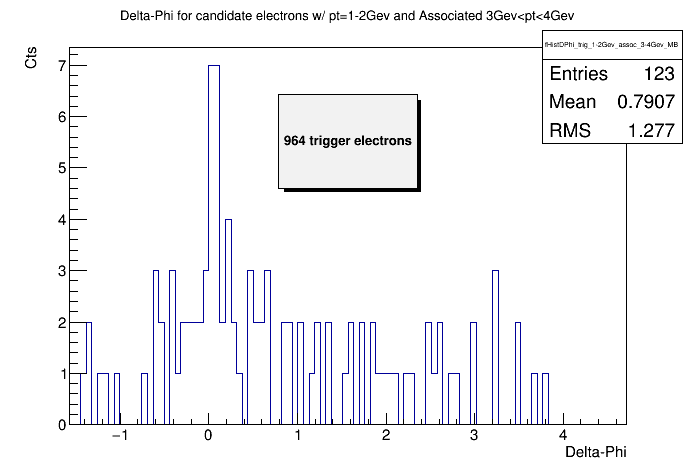 Delta-Phi for candidate electrons w/ pt=1-2Gev and Associated 3Gev<pt<4Gev
fHistDPhi_trig_1-2Gev_assoc_3-4Gev_MB
Entries 123
Mean 0.7907
RMS 1.277
Cts
7
6
5
4
3
2
1
0
964 trigger electrons
−1 0 1 2 3 4
Delta-Phi